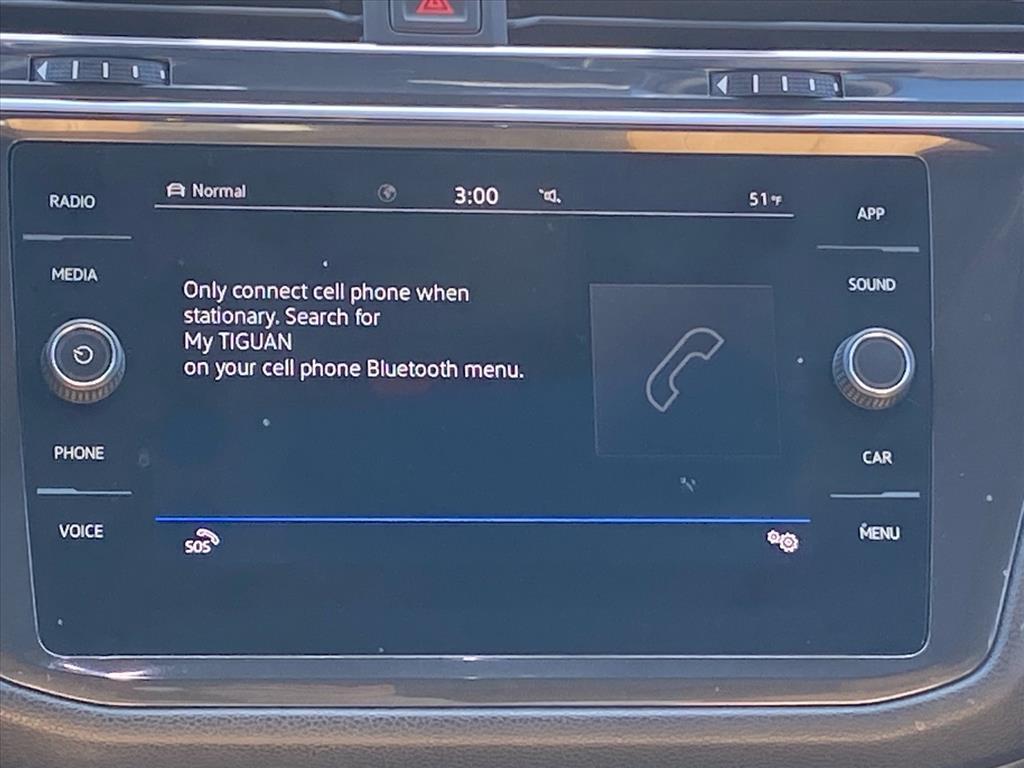 RADIO
Normal
3:00
51°F
APP
MEDIA
SOUND
Only connect cell phone when
stationary. Search for
My TIGUAN
on your cell phone Bluetooth menu.
PHONE
CAR
VOICE
SOS
MENU